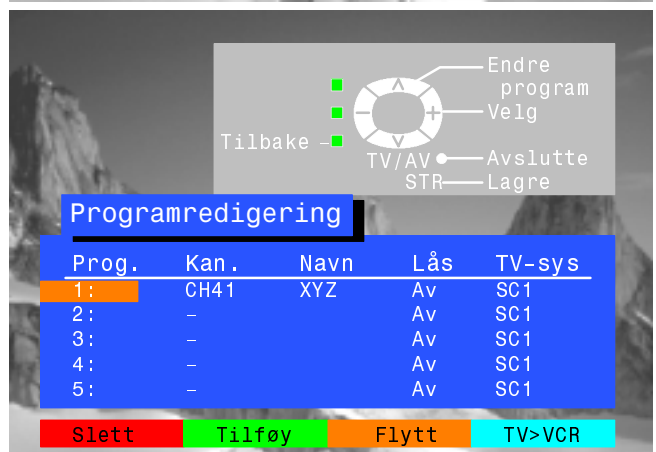 Endre
program
Velg
Tilbake
TV/AV Avslutte
STR Lagre
Programredigering
Prog. Kan. Navn Lås TV-sys
1: CH41 XYZ Av SC1
2: – Av SC1
3: – Av SC1
4: – Av SC1
5: – Av SC1
Slett Tilføy Flytt TV>VCR